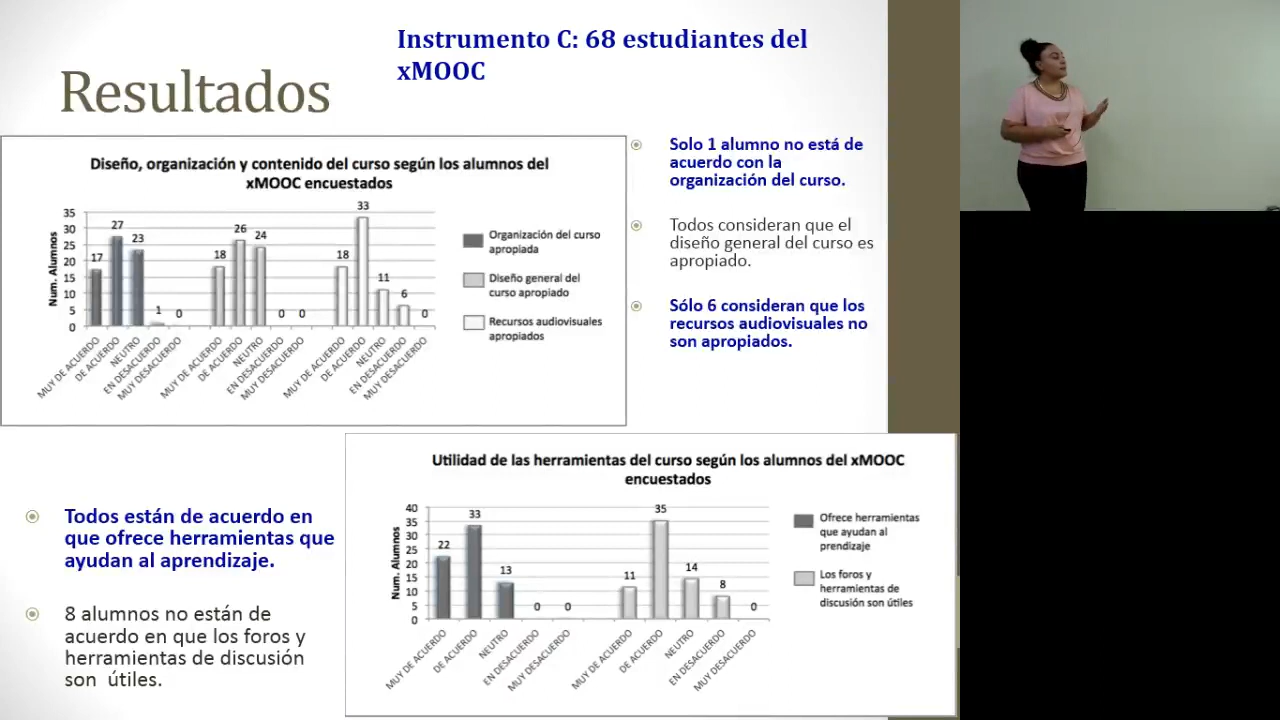 Instrumento C: 68 estudiantes del
xMOOC
Resultados
Diseño, organización y contenido del curso según los alumnos del
xMOOC encuestados
Num. Alumnos
35
30
25
20
15
10
5
0
17
27
23
1
0
18
26
24
0
0
18
33
11
6
0
MUY DE ACUERDO
DE ACUERDO
NEUTRO
EN DESACUERDO
MUY DESACUERDO
MUY DE ACUERDO
DE ACUERDO
NEUTRO
EN DESACUERDO
MUY DESACUERDO
MUY DE ACUERDO
DE ACUERDO
NEUTRO
EN DESACUERDO
MUY DESACUERDO
Organización del curso
apropiada
Diseño general del
curso apropiado
Recursos audiovisuales
apropiados
Solo 1 alumno no está de
acuerdo con la
organización del curso.
Todos consideran que el
diseño general del curso es
apropiado.
Sólo 6 consideran que los
recursos audiovisuales no
son apropiados.
Todos están de acuerdo en
que ofrece herramientas que
ayudan al aprendizaje.
8 alumnos no están de
acuerdo en que los foros y
herramientas de discusión
son útiles.
Utilidad de las herramientas del curso según los alumnos del xMOOC
encuestados
Num. Alumnos
40
35
30
25
20
15
10
5
0
22
33
13
0
0
11
35
14
8
0
MUY DE ACUERDO
DE ACUERDO
NEUTRO
EN DESACUERDO
MUY DESACUERDO
MUY DE ACUERDO
DE ACUERDO
NEUTRO
EN DESACUERDO
MUY DESACUERDO
Ofrece herramientas
que ayudan al
prendizaje
Los foros y
herramientas de
discusión son útiles